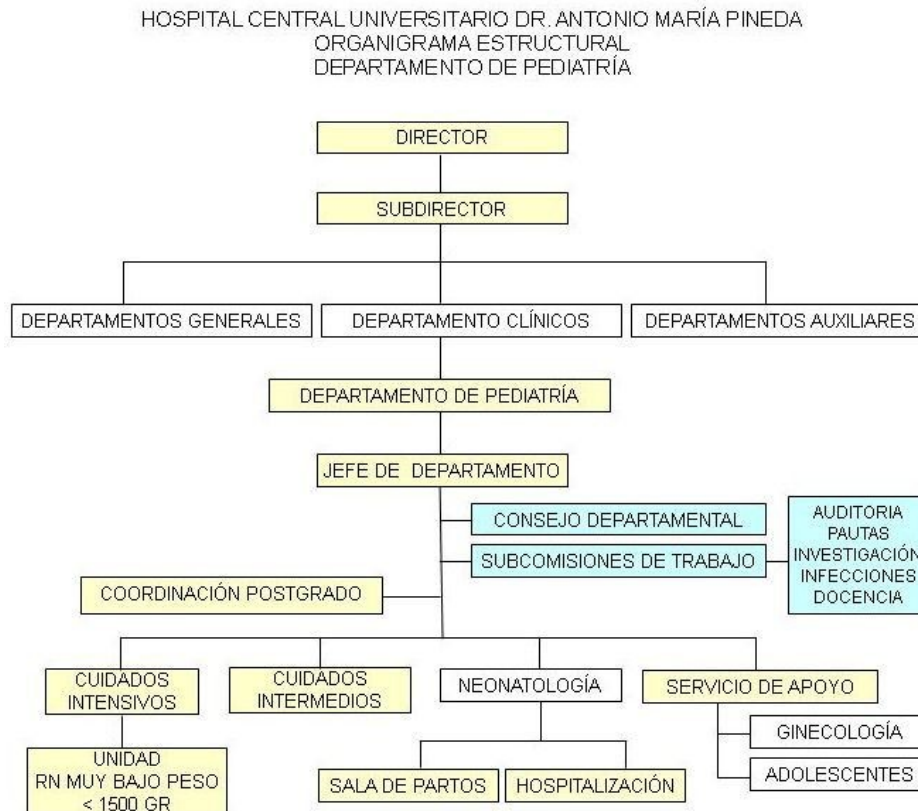 HOSPITAL CENTRAL UNIVERSITARIO DR. ANTONIO MARÍA PINEDA
ORGANIGRAMA ESTRUCTURAL
DEPARTAMENTO DE PEDIATRÍA
DIRECTOR
SUBDIRECTOR
DEPARTAMENTOS GENERALES
DEPARTAMENTO CLÍNICOS
DEPARTAMENTOS AUXILIARES
DEPARTAMENTO DE PEDIATRÍA
JEFE DE DEPARTAMENTO
CONSEJO DEPARTAMENTAL
SUBCOMISIONES DE TRABAJO
AUDITORIA
PAUTAS
INVESTIGACIÓN
INFECCIONES
DOCENCIA
COORDINACIÓN POSTGRADO
CUIDADOS
INTENSIVOS
CUIDADOS
INTERMEDIOS
NEONATOLOGÍA
SERVICIO DE APOYO
UNIDAD
RN MUY BAJO PESO
< 1500 GR
SALA DE PARTOS
HOSPITALIZACIÓN
GINECOLOGÍA
ADOLESCENTES